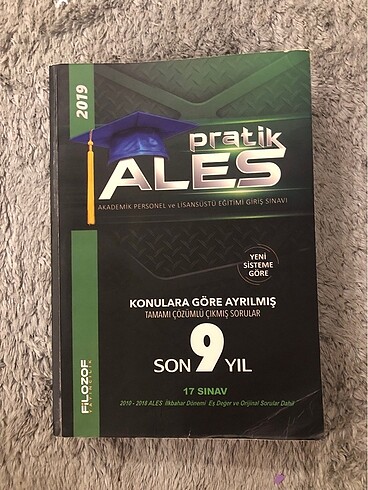 2019
pratik
ALES
AKADEMİK PERSONEL ve LİSANSÜSTÜ EĞİTİMİ GİRİŞ SINAVI
YENİ
SİSTEME
GÖRE
KONULARA GÖRE AYRILMIŞ
TAMAMI ÇÖZÜMLÜ ÇIKMIŞ SORULAR
SON 9 YIL
17 SINAV
2010 - 2018 ALES İlkbahar Dönemi Eş Değer ve Orijinal Sorular Dahil
FİLOZOF
YAYINCILIK